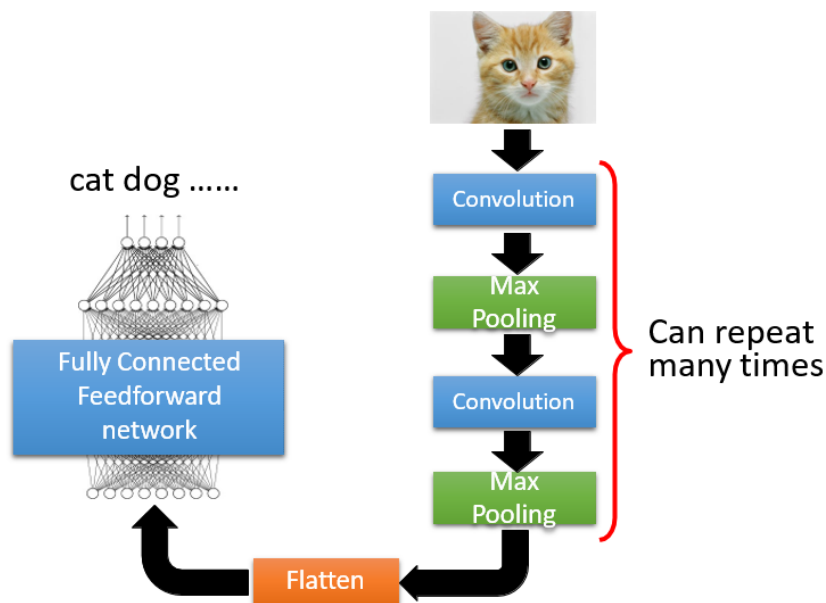 cat dog ......
Convolution
Max
Pooling
Convolution
Max
Pooling
Can repeat
many times
Flatten
Fully Connected
Feedforward
network